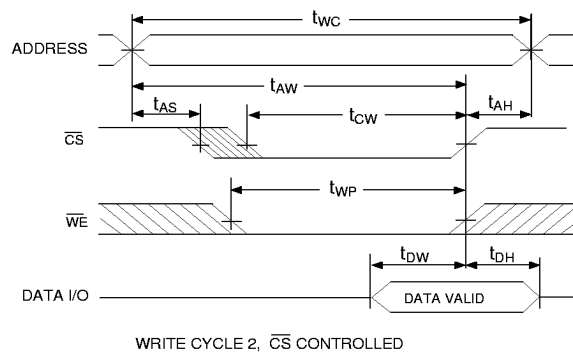 tWC
ADDRESS
tAW
tAS
tCW
tAH
CS
tWP
WE
tDW
tDH
DATA I/O
DATA VALID
WRITE CYCLE 2, CS CONTROLLED